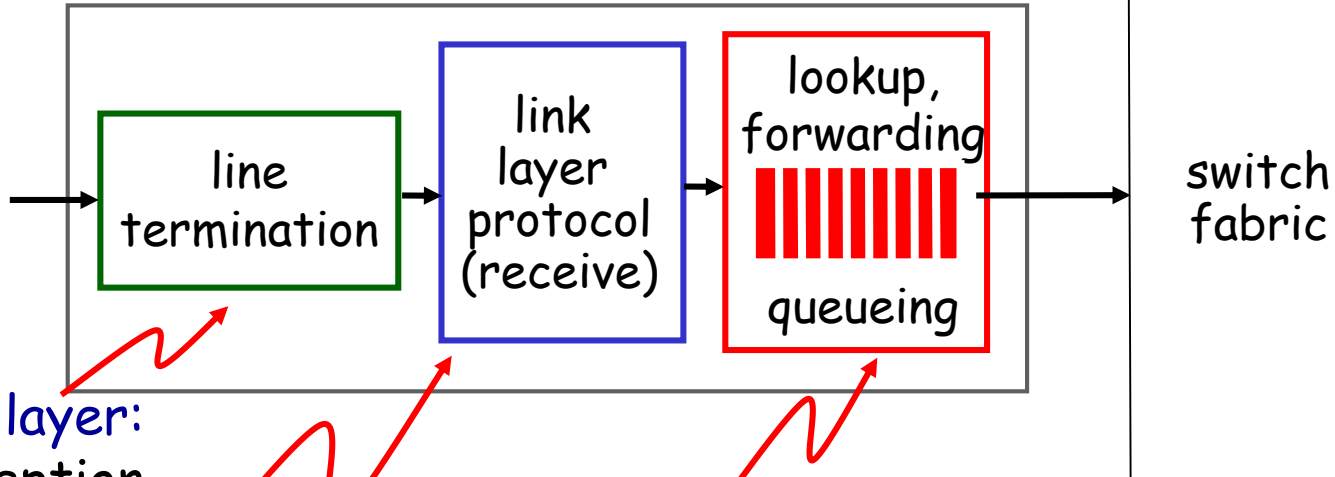 line
termination
link
layer
protocol
(receive)
lookup,
forwarding
queueing
switch
fabric
layer: